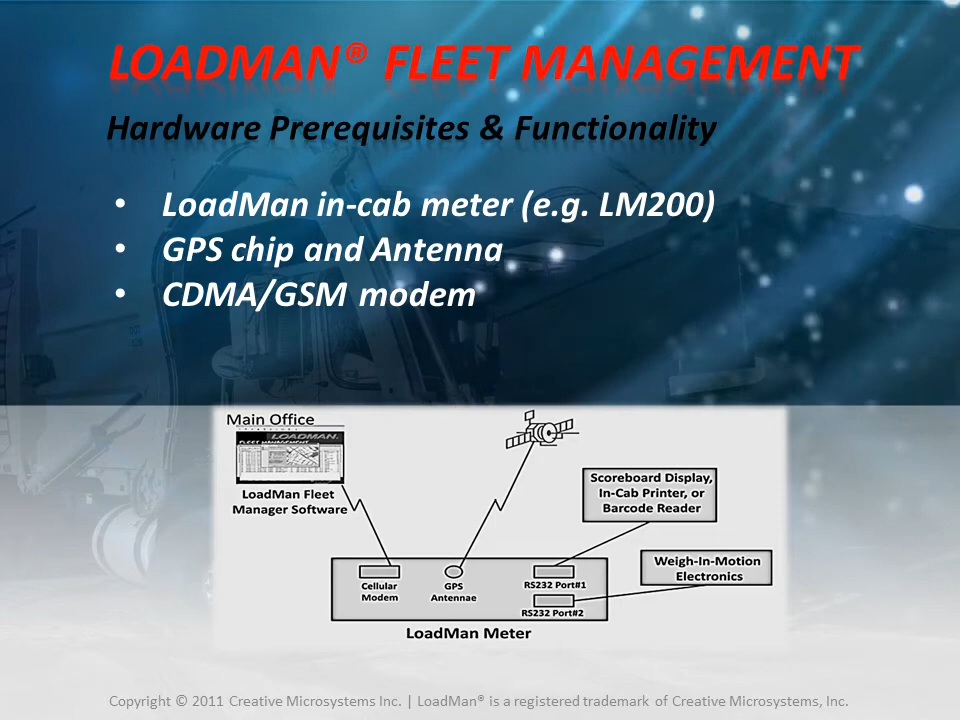 LOADMAN® FLEET MANAGEMENT
Hardware Prerequisites & Functionality
• LoadMan in-cab meter (e.g. LM200)
• GPS chip and Antenna
• CDMA/GSM modem
Main Office
LOADMAN.
FLEET MANAGEMENT
LoadMan Fleet
Manager Software
Scoreboard Display,
In-Cab Printer, or
Barcode Reader
Weigh-In-Motion
Electronics
Cellular
Modem
GPS
Antennae
RS232 Port#1
RS232 Port#2
LoadMan Meter
Copyright © 2011 Creative Microsystems Inc. | LoadMan® is a registered trademark of Creative Microsystems, Inc.